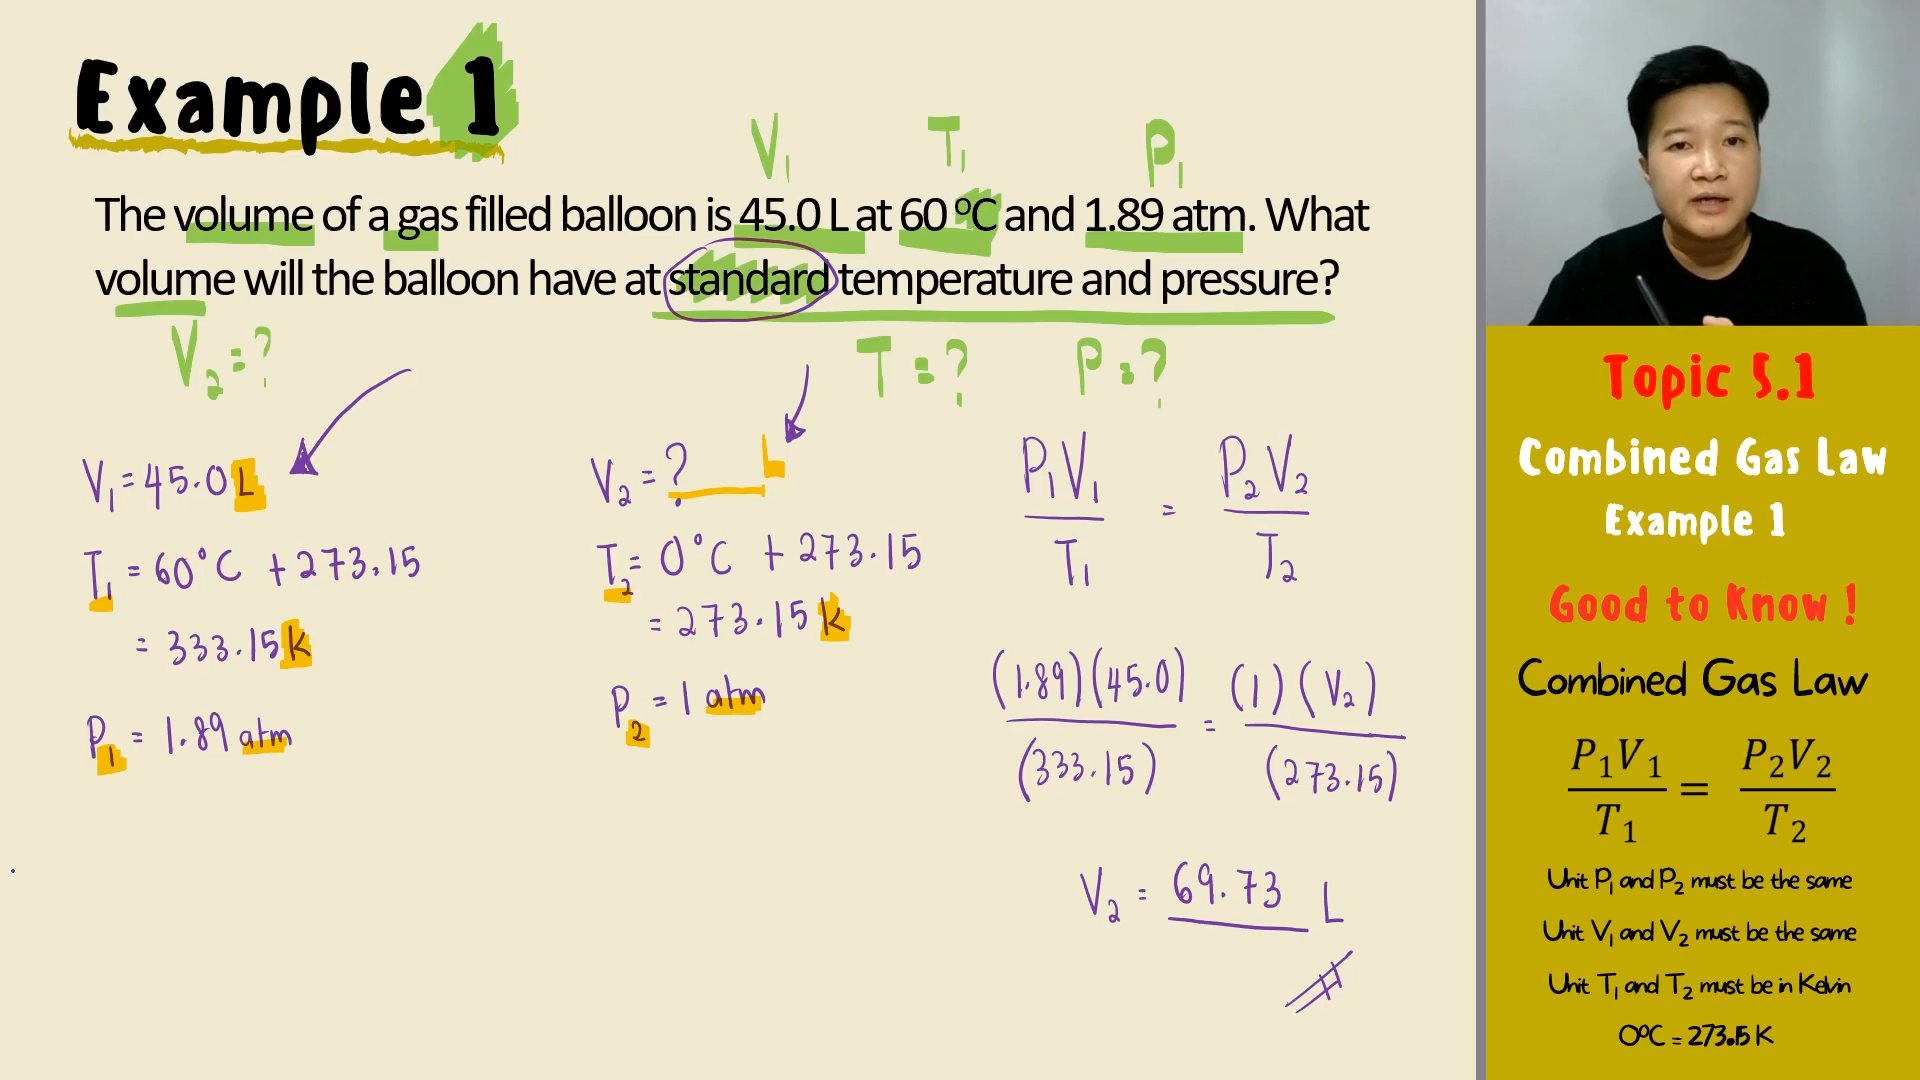 Example 1
V₁ T₁ P₁
The volume of a gas filled balloon is 45.0 L at 60 °C and 1.89 atm. What
volume will the balloon have at standard temperature and pressure?
V₂ = ? T = ? P = ?
V₁ = 45.0 L
T₁ = 60°C + 273.15
= 333.15 K
P₁ = 1.89 atm
V₂ = ? L
T₂ = 0°C + 273.15
= 273.15 K
P₂ = 1 atm
P₁V₁ / T₁ = P₂V₂ / T₂
(1.89)(45.0) / (333.15) = (1)(V₂) / (273.15)
V₂ = 69.73 L
Topic 5.1
Combined Gas Law
Example 1
Good to Know !
Combined Gas Law
P₁V₁ / T₁ = P₂V₂ / T₂
Unit P₁ and P₂ must be the same
Unit V₁ and V₂ must be the same
Unit T₁ and T₂ must be in Kelvin
0°C = 273.15 K